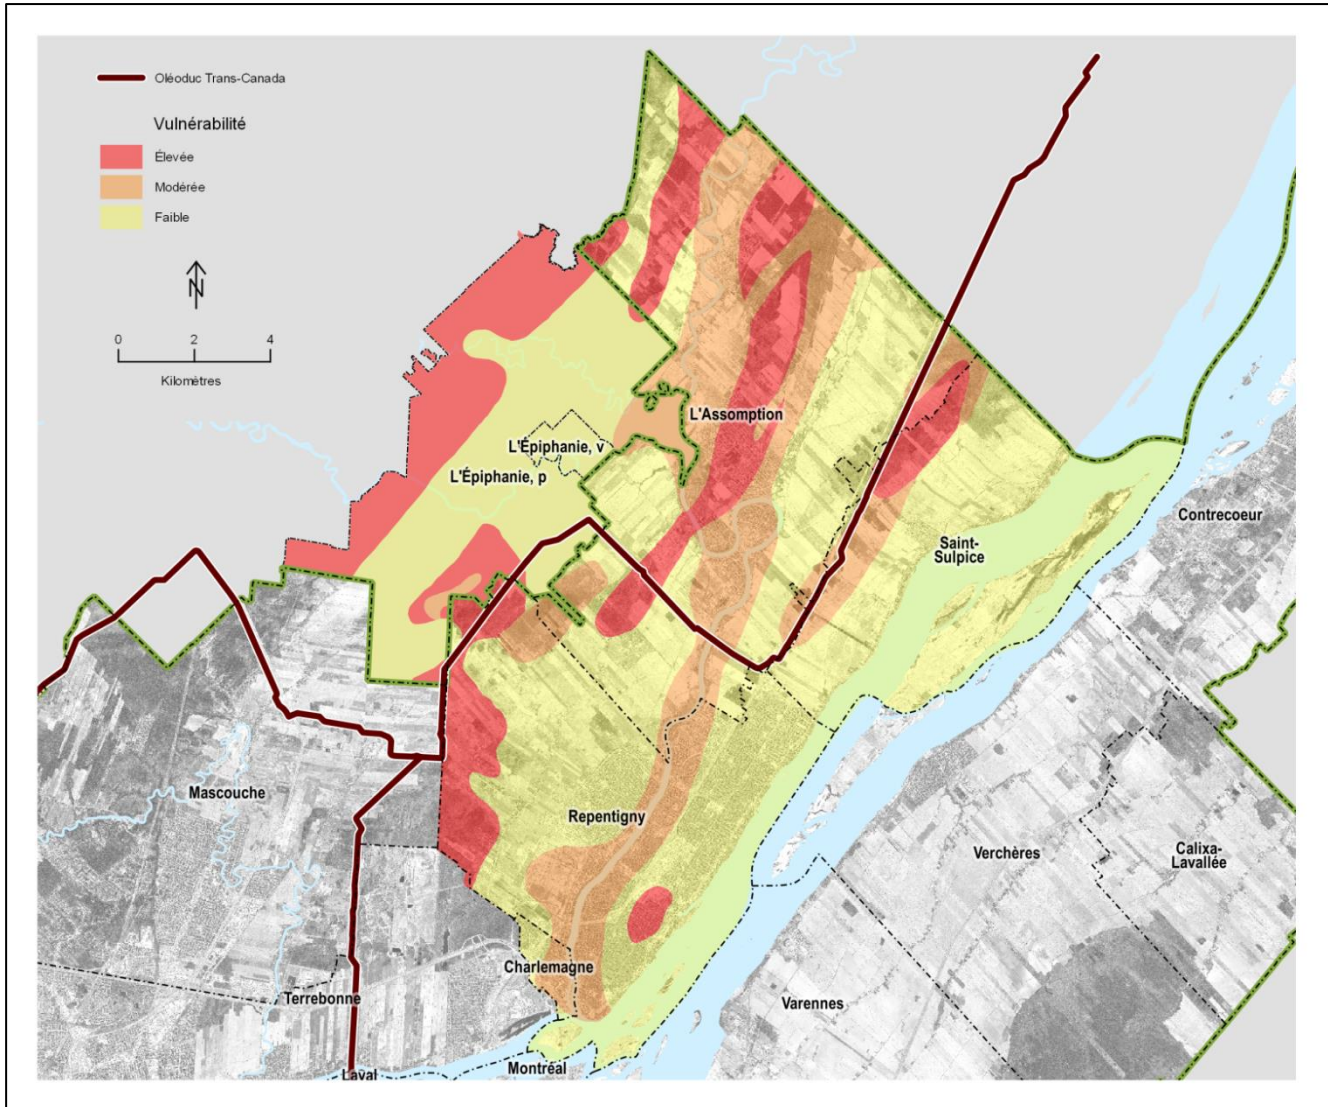 Oléoduc Trans-Canada
Vulnérabilité
Élevée
Modérée
Faible
N
0 2 4
Kilomètres
L'Assomption
L'Épiphanie, v
L'Épiphanie, p
Contrecoeur
Saint-
Sulpice
Mascouche
Repentigny
Verchères
Calixa-
Lavallée
Charlemagne
Terrebonne
Varennes
Laval
Montréal